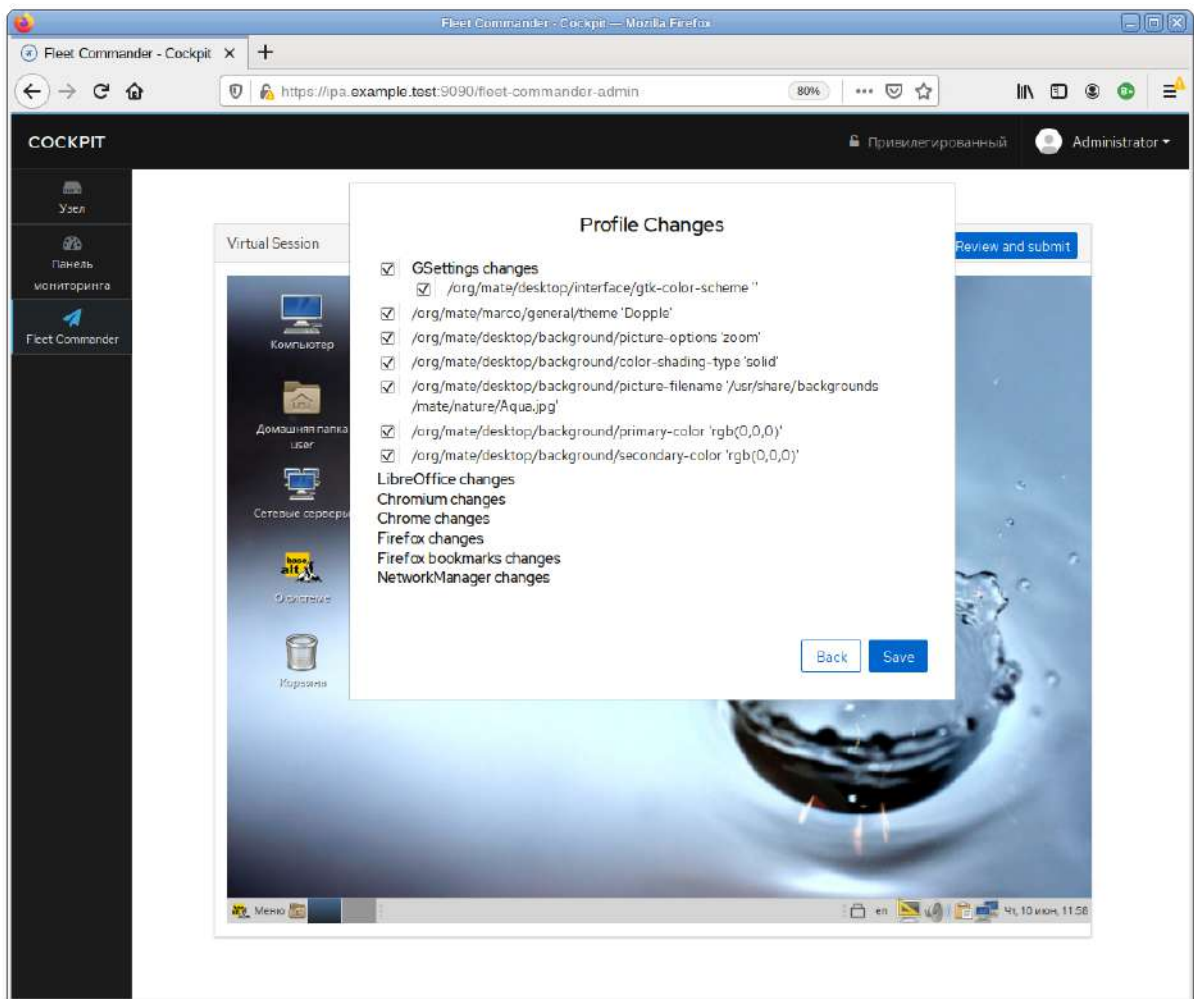 Fleet Commander - Cockpit — Mozilla Firefox
Fleet Commander - Cockpit
https://ipa.example.test:9090/fleet-commander-admin
80%
COCKPIT
Привилегированный
Administrator
Узел
Панель
мониторинга
Fleet Commander
Virtual Session
Review and submit
Profile Changes
GSettings changes
/org/mate/desktop/interface/gtk-color-scheme ''
/org/mate/marco/general/theme 'Dopple'
/org/mate/desktop/background/picture-options 'zoom'
/org/mate/desktop/background/color-shading-type 'solid'
/org/mate/desktop/background/picture-filename '/usr/share/backgrounds
/mate/nature/Aqua.jpg'
/org/mate/desktop/background/primary-color 'rgb(0,0,0)'
/org/mate/desktop/background/secondary-color 'rgb(0,0,0)'
LibreOffice changes
Chromium changes
Chrome changes
Firefox changes
Firefox bookmarks changes
NetworkManager changes
Back
Save
Компьютер
Домашняя папка
user
Сетевые серверы
base
alt
О системе
Корзина
Меню
en
Чт, 10 июн, 11:58